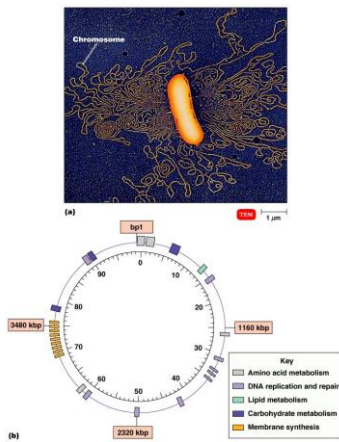 Chromosome
(a)
TEM
1 µm
bp1
0
10
20
30
40
50
60
70
80
90
1160 kbp
2320 kbp
3480 kbp
Key
Amino acid metabolism
DNA replication and repair
Lipid metabolism
Carbohydrate metabolism
Membrane synthesis
(b)